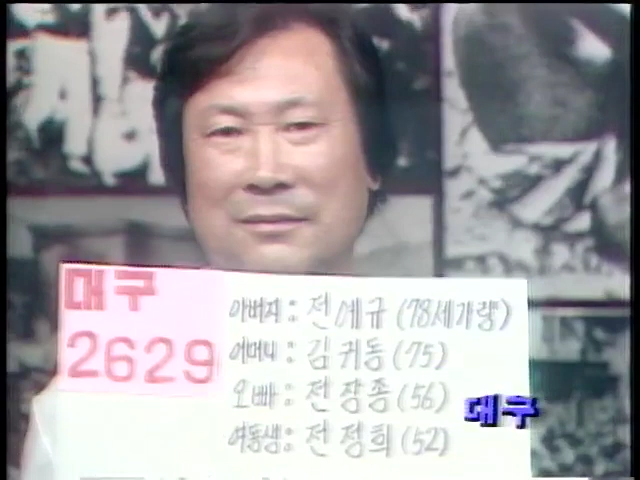 대구
2629
아버지: 전예규 (78세가량)
어머니: 김귀동 (75)
오빠: 전장종 (56)
여동생: 전정희 (52)
대구